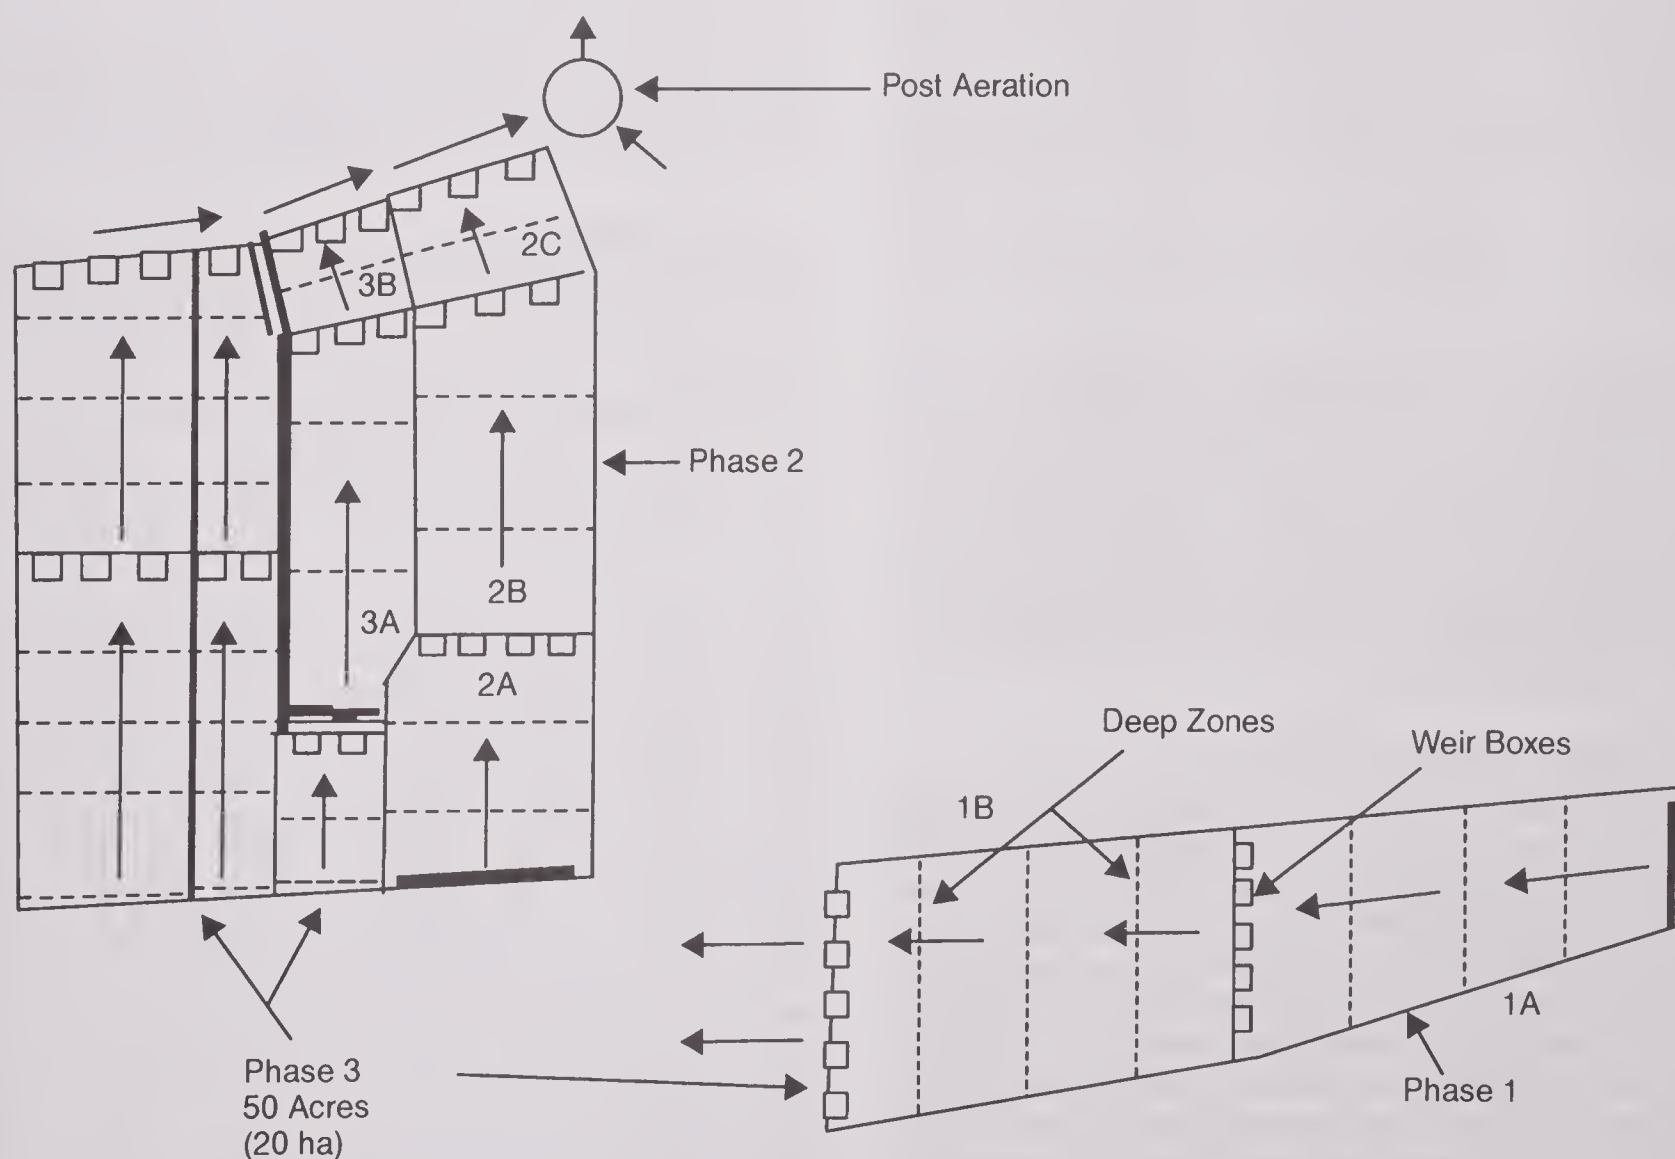 Post Aeration
2C
3B
Phase 2
2B
3A
2A
Deep Zones
Weir Boxes
1B
1A
Phase 1
Phase 3
50 Acres
(20 ha)